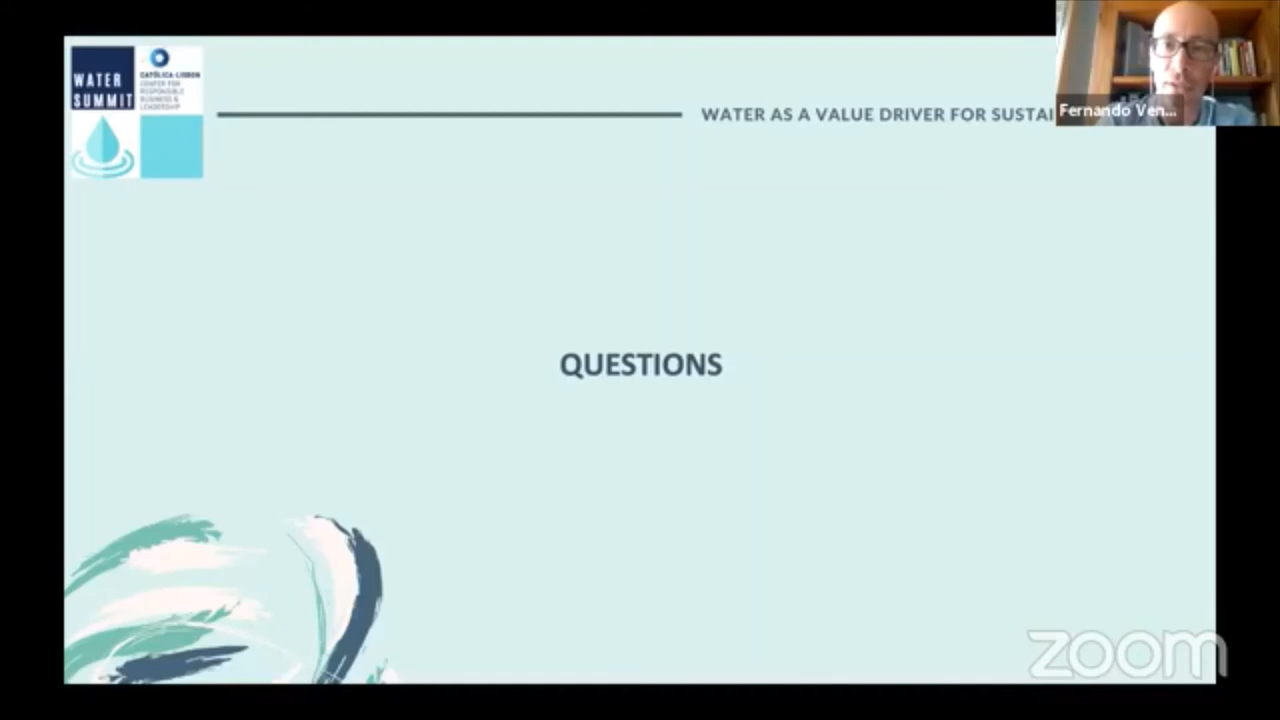 WATER
SUMMIT
CATÓLICA-LISBON
CENTER FOR
RESPONSIBLE
BUSINESS &
LEADERSHIP
WATER AS A VALUE DRIVER FOR SUSTAI
Fernando Ven...
QUESTIONS
zoom